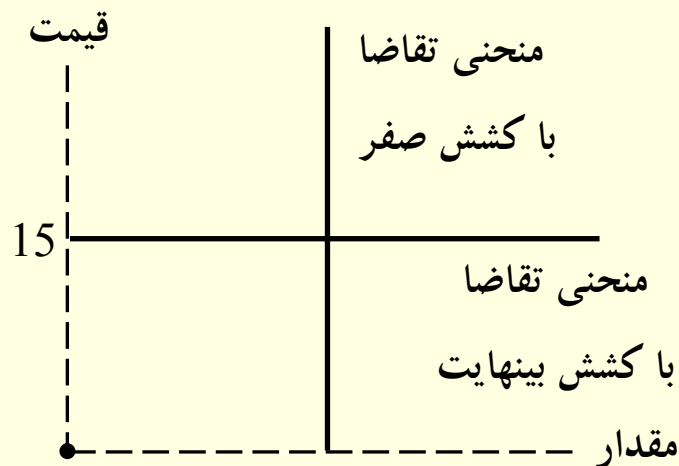 قیمت
منحنی تقاضا
با کشش صفر
15
منحنی تقاضا
با کشش بینهایت
مقدار